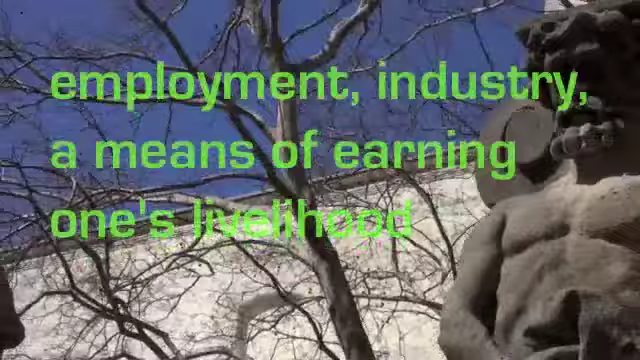 employment, industry,
a means of earning
one's livelihood